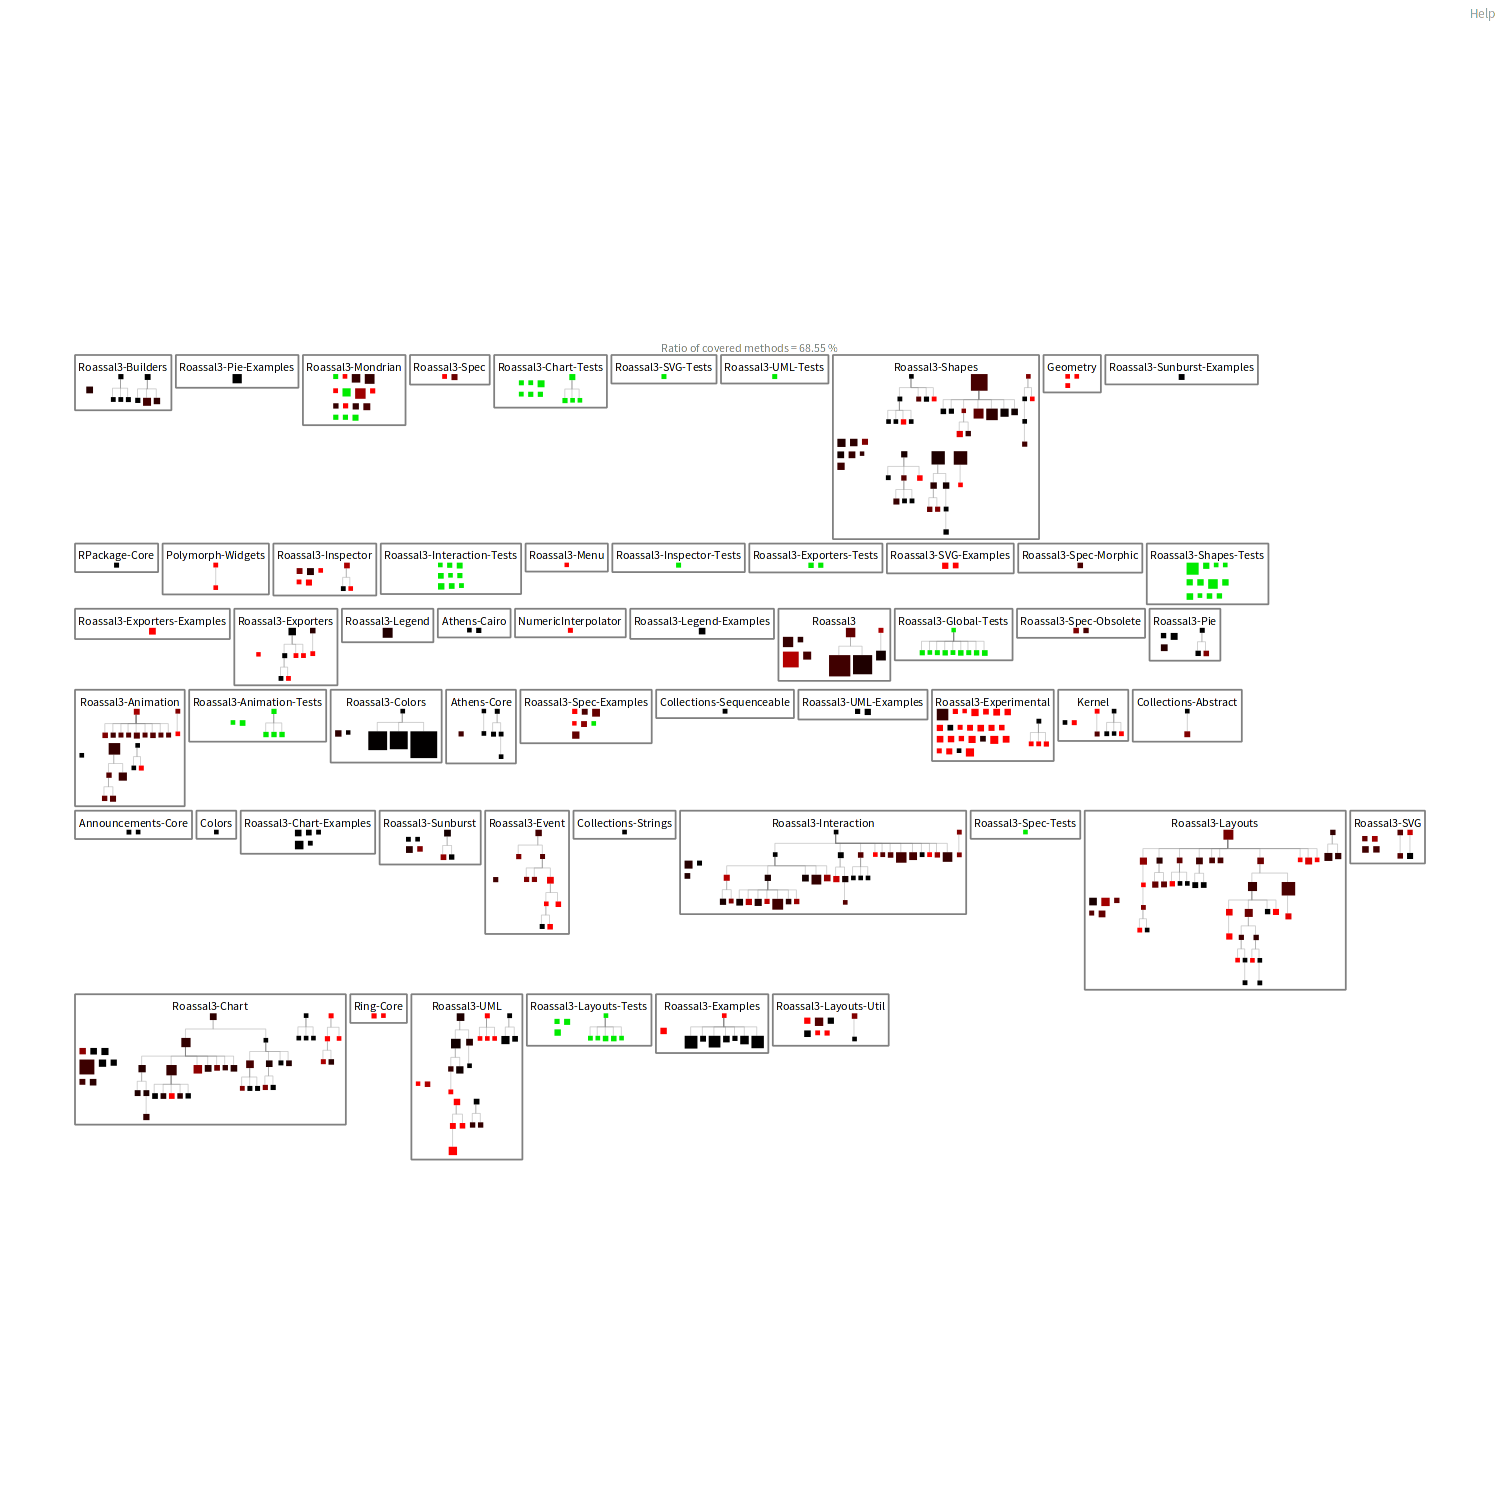 Help
Ratio of covered methods = 68.55 %
Roassal3-Builders Roassal3-Pie-Examples Roassal3-Mondrian Roassal3-Spec Roassal3-Chart-Tests Roassal3-SVG-Tests Roassal3-UML-Tests Roassal3-Shapes Geometry Roassal3-Sunburst-Examples
RPackage-Core Polymorph-Widgets Roassal3-Inspector Roassal3-Interaction-Tests Roassal3-Menu Roassal3-Inspector-Tests Roassal3-Exporters-Tests Roassal3-SVG-Examples Roassal3-Spec-Morphic Roassal3-Shapes-Tests
Roassal3-Exporters-Examples Roassal3-Exporters Roassal3-Legend Athens-Cairo NumericInterpolator Roassal3-Legend-Examples Roassal3 Roassal3-Global-Tests Roassal3-Spec-Obsolete Roassal3-Pie
Roassal3-Animation Roassal3-Animation-Tests Roassal3-Colors Athens-Core Roassal3-Spec-Examples Collections-Sequenceable Roassal3-UML-Examples Roassal3-Experimental Kernel Collections-Abstract
Announcements-Core Colors Roassal3-Chart-Examples Roassal3-Sunburst Roassal3-Event Collections-Strings Roassal3-Interaction Roassal3-Spec-Tests Roassal3-Layouts Roassal3-SVG
Roassal3-Chart Ring-Core Roassal3-UML Roassal3-Layouts-Tests Roassal3-Examples Roassal3-Layouts-Util